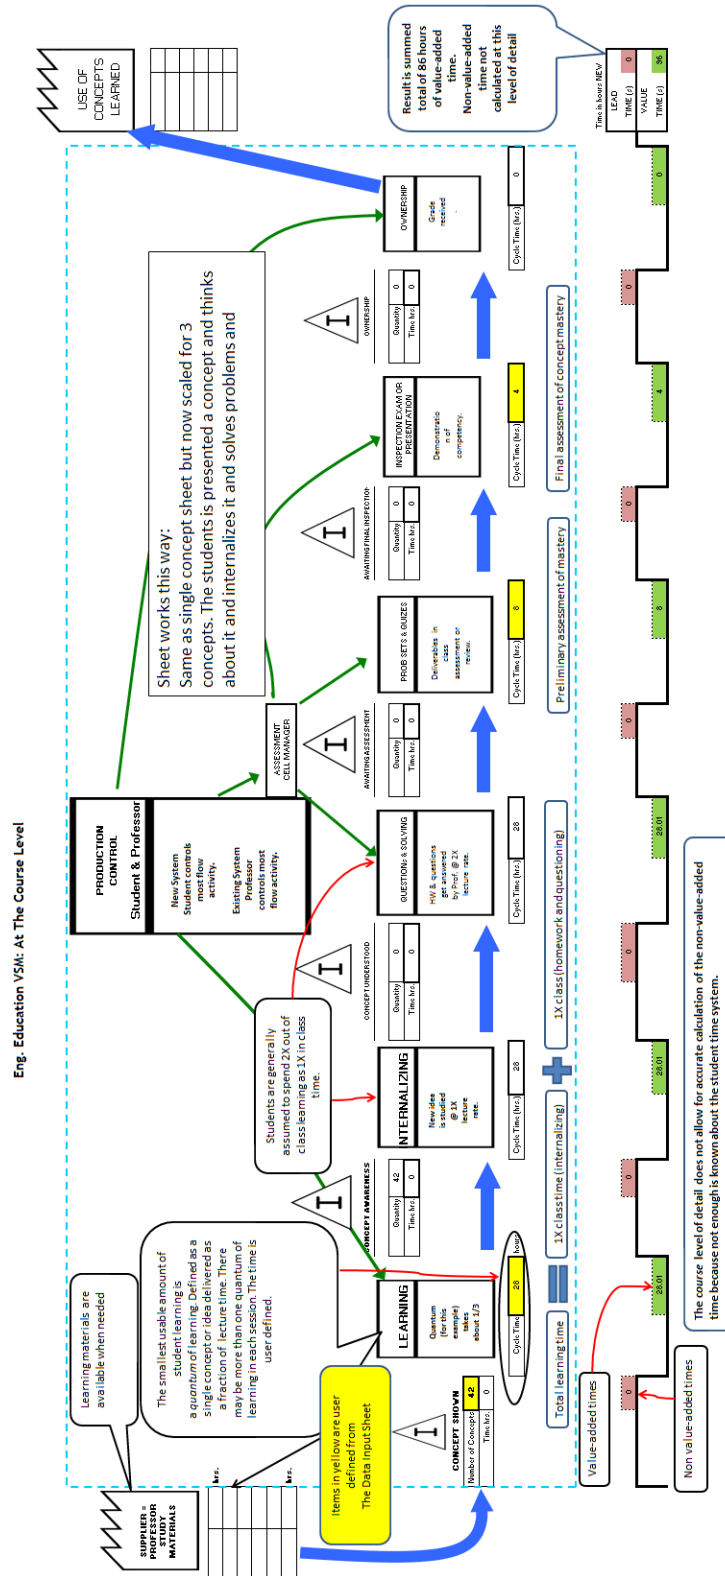 Eng. Education VSM: At The Course Level
SUPPLIER =
PROFESSOR
STUDY
MATERIALS
hrs.
hrs.
Learning materials are
available when needed
The smallest usable amount of
student learning is
a quantum of learning. Defined as a
single concept or idea delivered as
a fraction of lecture time. There
may be more than one quantum of
learning in each session. The time is
user defined.
Items in yellow are user
defined from
The Data Input Sheet
Students are generally
assumed to spend 2X out of
class learning as 1X in class
time.
PRODUCTION
CONTROL
Student & Professor
New System
Student controls
most flow
activity.
Existing System
Professor
controls most
flow activity.
ASSESSMENT
CELL MANAGER
Sheet works this way:
Same as single concept sheet but now scaled for 3
concepts. The students is presented a concept and thinks
about it and internalizes it and solves problems and
USE OF
CONCEPTS
LEARNED
Result is summed
total of 86 hours
of value-added
time.
Non-value-added
time not
calculated at this
level of detail
I
CONCEPT SHOWN
Number of Concepts 42
Time hrs. 0
LEARNING
Quantum
(for this
example)
takes
about 1/3
Cycle Time 28 hours
I
CONCEPT AWARENESS
Quantity 42
Time hrs. 0
INTERNALIZING
New idea
is studied
@ 1X
lecture
rate.
Cycle Time (hrs.) 28
I
CONCEPT UNDERSTOOD
Quantity 0
Time hrs. 0
QUESTIONS & SOLVING
HW & questions
get answered
by Prof. @ 2X
lecture rate.
Cycle Time (hrs.) 28
I
AWAITING ASSESSMENT
Quantity 0
Time hrs. 0
PROB SETS & QUIZES
Deliverables in
class
assessment or
review.
Cycle Time (hrs.) 8
I
AWAITING FINAL INSPECTION
Quantity 0
Time hrs. 0
INSPECTION EXAM OR
PRESENTATION
Demonstratio
n of
competency.
Cycle Time (hrs.) 4
I
OWNERSHIP
Quantity 0
Time hrs. 0
OWNERSHIP
Grade
received
.
Cycle Time (hrs.) 0
Total learning time
1X class time (internalizing)
1X class (homework and questioning)
Preliminary assessment of mastery
Final assessment of concept mastery
Value-added times
Non value-added times
0
28.01
0
28.01
0
28.01
0
8
0
4
0
0
Time in hours NEW
LEAD
TIME (s) 0
VALUE
TIME (s) 96
The course level of detail does not allow for accurate calculation of the non-value-added
time because not enough is known about the student time system.